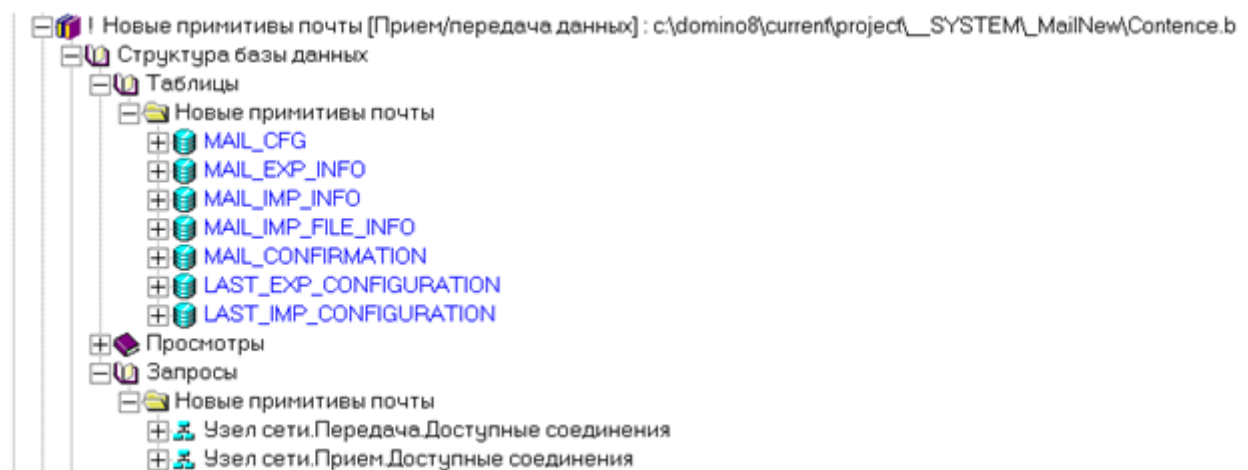 ! Новые примитивы почты [Прием/передача данных] : c:\domino8\current\project\__SYSTEM\_MailNew\Contence.b
Структура базы данных
Таблицы
Новые примитивы почты
MAIL_CFG
MAIL_EXP_INFO
MAIL_IMP_INFO
MAIL_IMP_FILE_INFO
MAIL_CONFIRMATION
LAST_EXP_CONFIGURATION
LAST_IMP_CONFIGURATION
Просмотры
Запросы
Новые примитивы почты
Узел сети.Передача.Доступные соединения
Узел сети.Прием.Доступные соединения